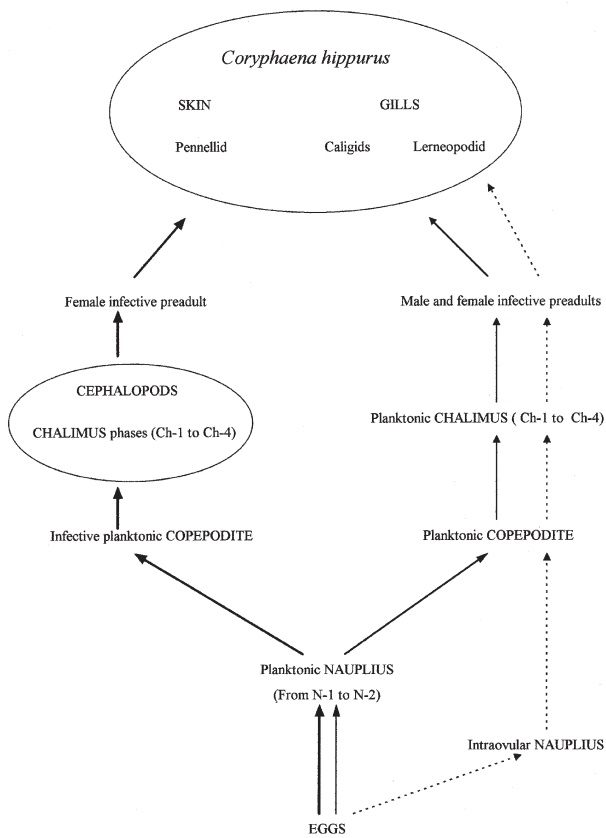 Coryphaena hippurus
SKIN GILLS
Pennellid Caligids Lerneopodid
Female infective preadult Male and female infective preadults
CEPHALOPODS
CHALIMUS phases (Ch-1 to Ch-4)
Planktonic CHALIMUS ( Ch-1 to Ch-4)
Infective planktonic COPEPODITE Planktonic COPEPODITE
Planktonic NAUPLIUS
(From N-1 to N-2)
Intraovular NAUPLIUS
EGGS